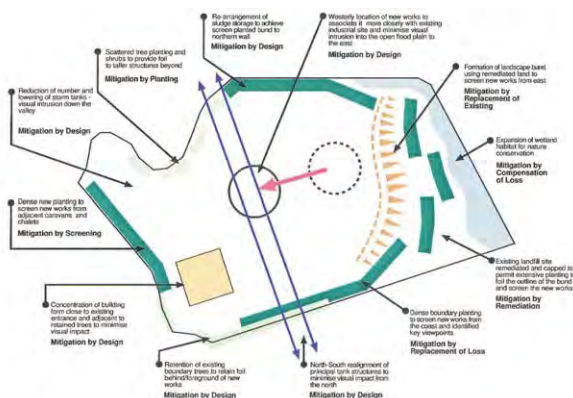 Re-arrangement of
sludge storage to achieve
screen planted bund to
northern wall
Mitigation by Design
Westerly location of new works to
associate it more closely with existing
industrial site and minimise visual
intrusion into the open flood plain to
the east
Mitigation by Design
Scattered tree planting and
shrubs to provide foil
to taller structures beyond
Mitigation by Planting
Formation of landscape bund
using remediated land to
screen new works from east
Mitigation by
Replacement of
Existing
Reduction of number and
lowering of storm tanks -
visual intrusion down the
valley
Mitigation by Design
Expansion of wetland
habitat for nature
conservation
Mitigation by
Compensation of
Loss
Dense new planting to
screen new works from
adjacent caravans and
chalets
Mitigation by Screening
Existing landfill site
remediated and capped to
permit extensive planting to
foil the outline of the bund
and screen the new works
Mitigation by
Remediation
Concentration of building
form close to existing
entrance and adjacent to
retained trees to minimise
visual impact
Mitigation by Design
Dense boundary planting
to screen new works from
the coast and identified
key viewpoints
Mitigation by
Replacement of Loss
Retention of existing
boundary trees to retain foil
behind/foreground of new
works
Mitigation by Design
North-South realignment of
principal tank structures to
minimise visual impact from
the north
Mitigation by Design